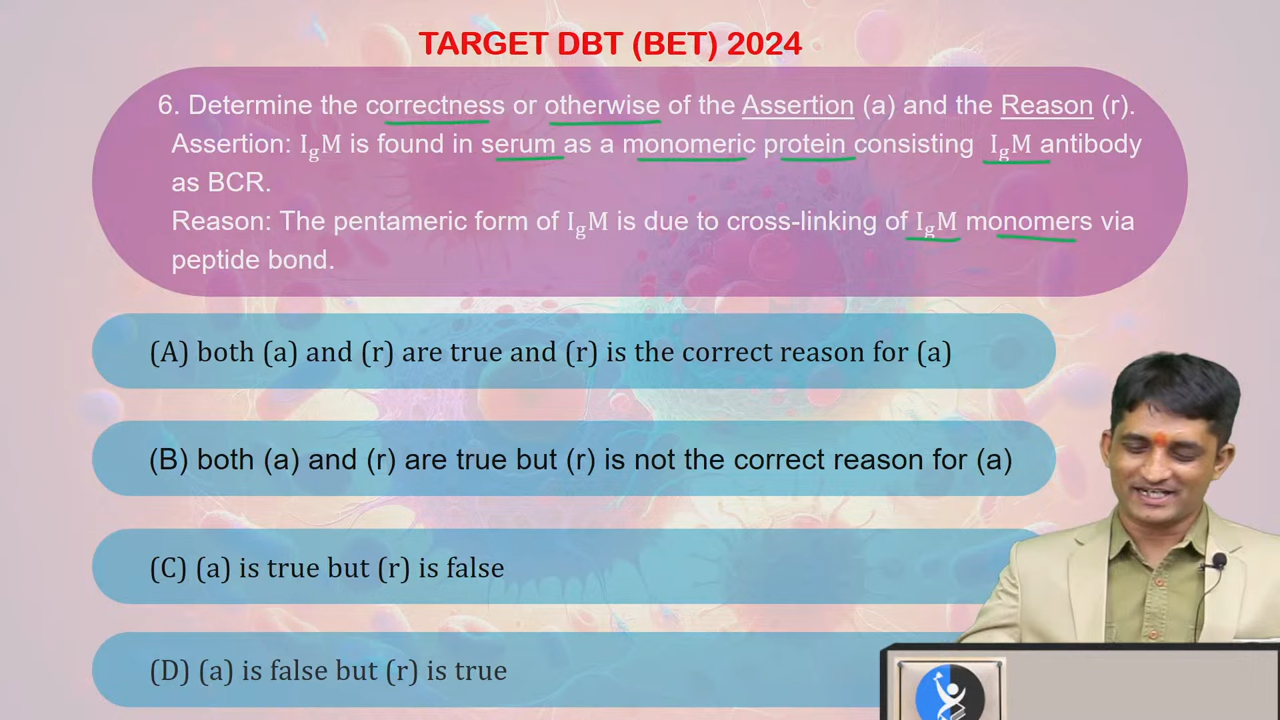 TARGET DBT (BET) 2024
6. Determine the correctness or otherwise of the Assertion (a) and the Reason (r).
Assertion: IgM is found in serum as a monomeric protein consisting IgM antibody
as BCR.
Reason: The pentameric form of IgM is due to cross-linking of IgM monomers via
peptide bond.
(A) both (a) and (r) are true and (r) is the correct reason for (a)
(B) both (a) and (r) are true but (r) is not the correct reason for (a)
(C) (a) is true but (r) is false
(D) (a) is false but (r) is true